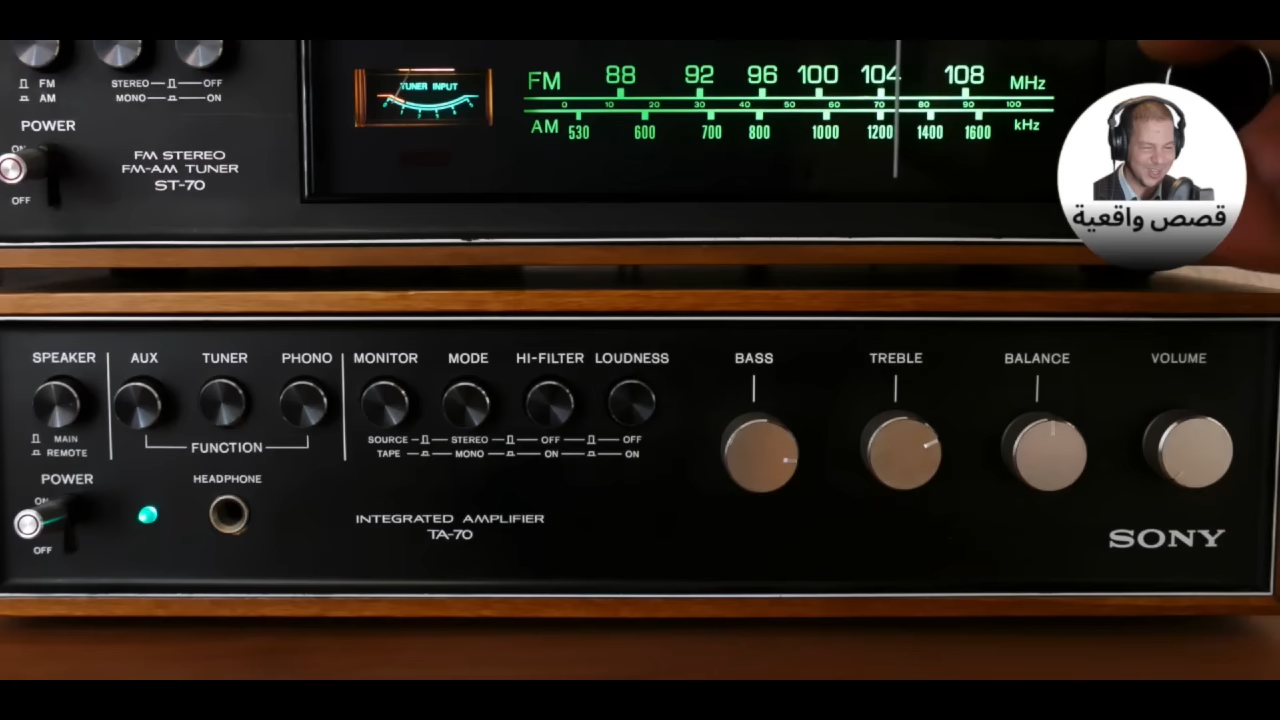 FM
AM
STEREO OFF
MONO ON
POWER
ON
OFF
FM STEREO
FM-AM TUNER
ST-70
TUNER INPUT
FM 88 92 96 100 104 108 MHz
0 10 20 30 40 50 60 70 80 90 100
AM 530 600 700 800 1000 1200 1400 1600 kHz
قصص واقعية
SPEAKER AUX TUNER PHONO MONITOR MODE HI-FILTER LOUDNESS BASS TREBLE BALANCE VOLUME
MAIN
REMOTE
FUNCTION
SOURCE STEREO OFF OFF
TAPE MONO ON ON
POWER
ON
OFF
HEADPHONE
INTEGRATED AMPLIFIER
TA-70
SONY